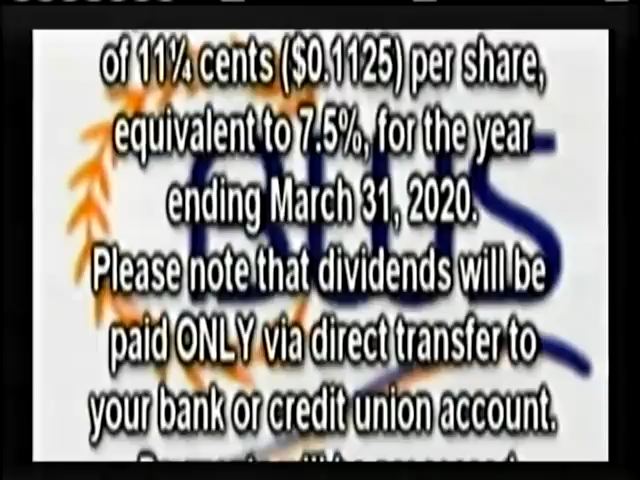 of 11¼ cents ($0.1125) per share,
equivalent to 7.5%, for the year
ending March 31, 2020.
Please note that dividends will be
paid ONLY via direct transfer to
your bank or credit union account.